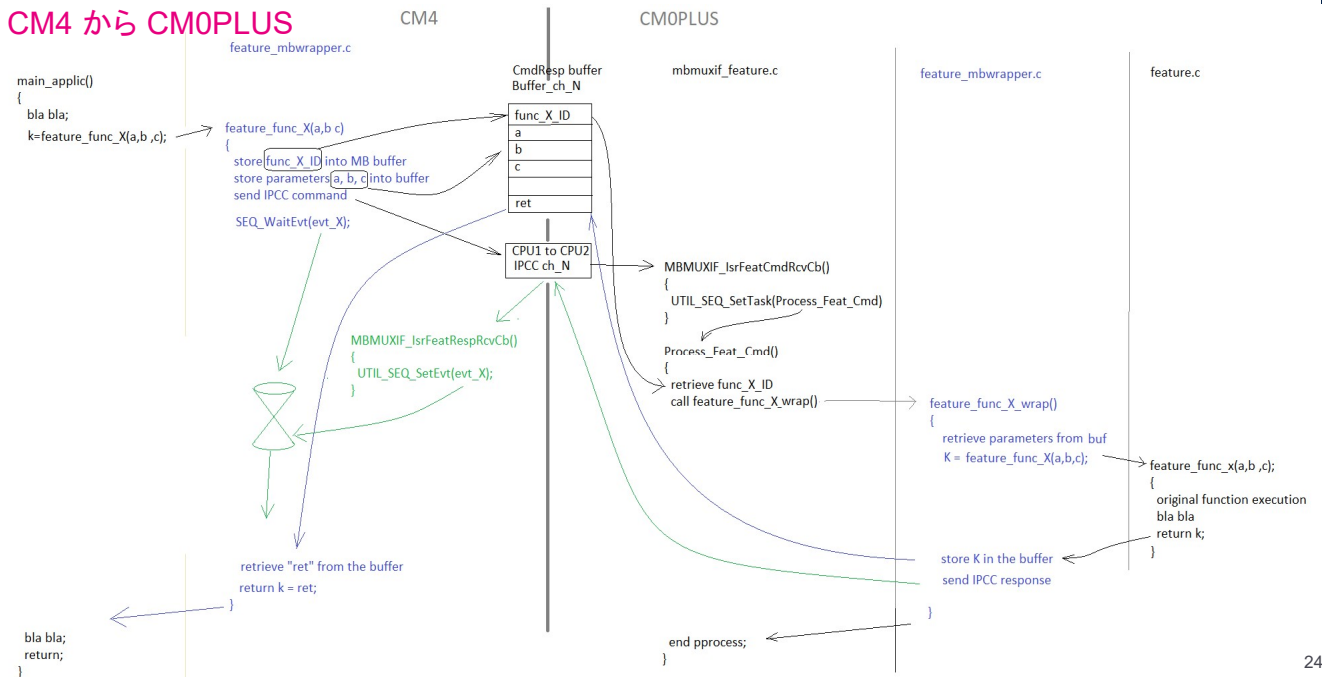 CM4 から CM0PLUS
CM4
CM0PLUS
feature_mbwrapper.c
main_applic()
{
bla bla;
k=feature_func_X(a,b ,c);
feature_func_X(a,b c)
{
store func_X_ID into MB buffer
store parameters a, b, c into buffer
send IPCC command
SEQ_WaitEvt(evt_X);
CmdResp buffer
Buffer_ch_N
func_X_ID
a
b
c
ret
CPU1 to CPU2
IPCC ch_N
MBMUXIF_IsrFeatRespRcvCb()
{
UTIL_SEQ_SetEvt(evt_X);
}
retrieve "ret" from the buffer
return k = ret;
}
bla bla;
return;
}
mbmuxif_feature.c
MBMUXIF_IsrFeatCmdRcvCb()
{
UTIL_SEQ_SetTask(Process_Feat_Cmd)
}
Process_Feat_Cmd()
{
retrieve func_X_ID
call feature_func_X_wrap()
end pprocess;
}
feature_mbwrapper.c
feature_func_X_wrap()
{
retrieve parameters from buf
K = feature_func_X(a,b,c);
store K in the buffer
send IPCC response
}
feature.c
feature_func_x(a,b ,c);
{
original function execution
bla bla
return k;
}
24